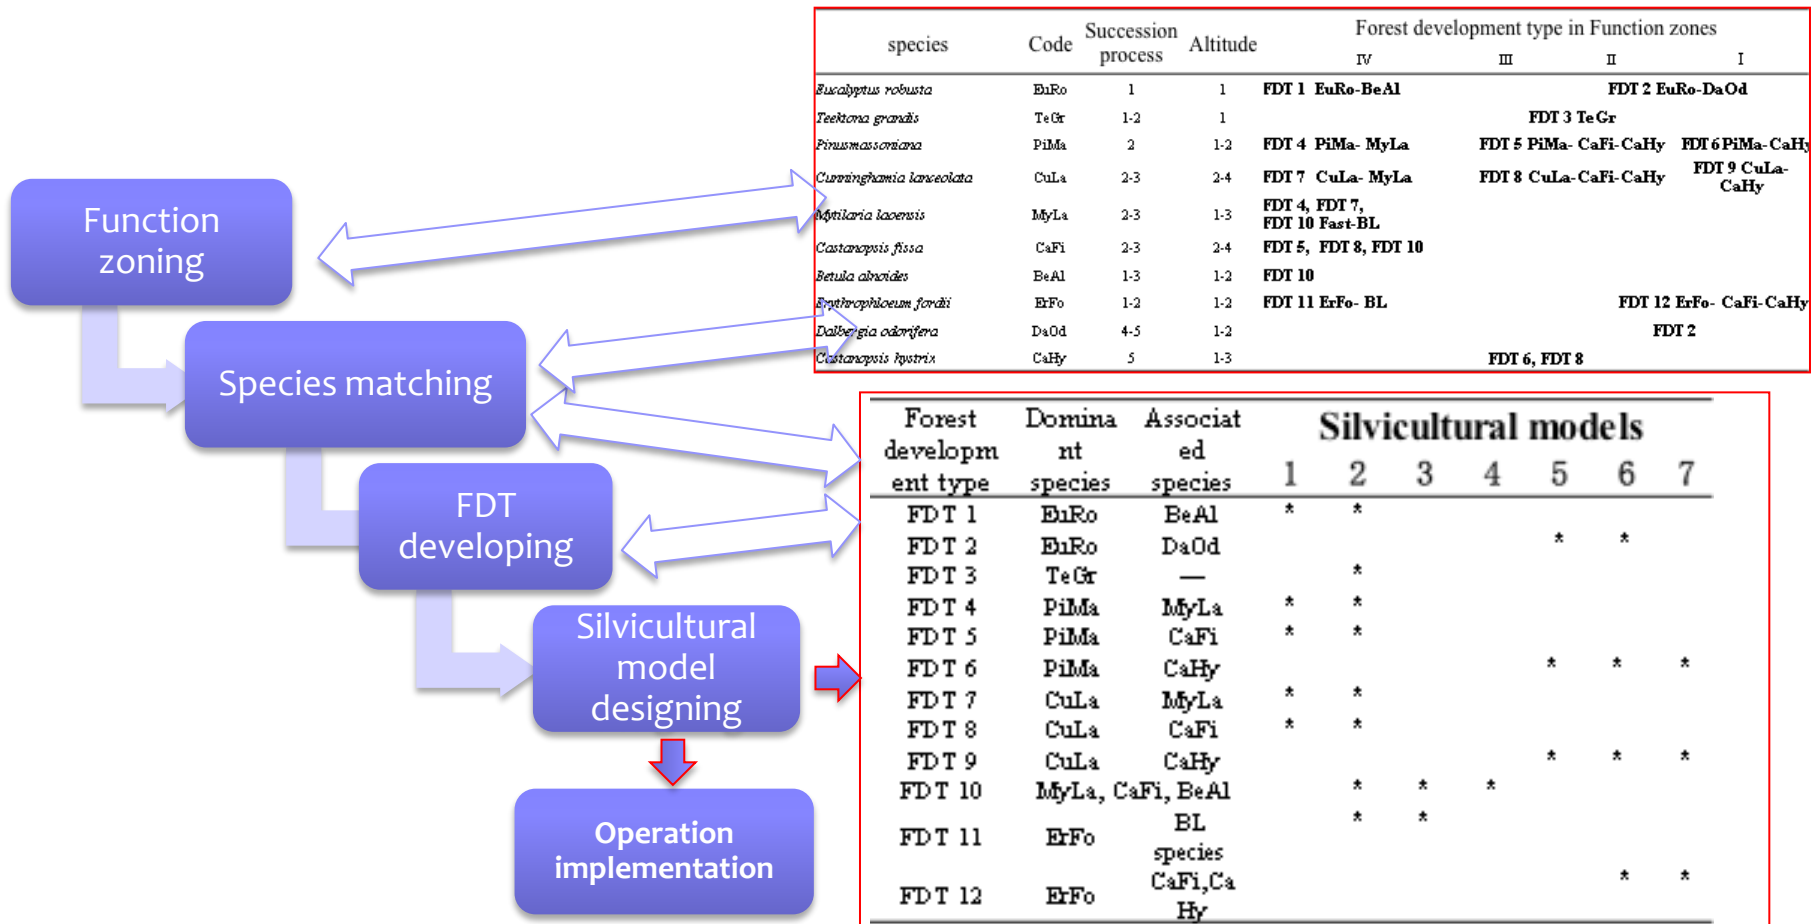 Function
zoning
Species matching
FDT
developing
Silvicultural
model
designing
Operation
implementation
species Code Succession process Altitude Forest development type in Function zones
IV III II I
Eucalyptus robusta EuRo 1 1 FDT 1 EuRo-BeAl FDT 2 EuRo-DaOd
Teektona grandis TeGr 1-2 1 FDT 3 TeGr
Pinusmassoniana PiMa 2 1-2 FDT 4 PiMa- MyLa FDT 5 PiMa- CaFi-CaHy FDT 6 PiMa-CaHy
Cunninghamia lanceolata CuLa 2-3 2-4 FDT 7 CuLa- MyLa FDT 8 CuLa-CaFi-CaHy FDT 9 CuLa-
CaHy
Mytilaria laoensis MyLa 2-3 1-3 FDT 4, FDT 7,
FDT 10 Fast-BL
Castanopsis fissa CaFi 2-3 2-4 FDT 5, FDT 8, FDT 10
Betula alnoides BeAl 1-3 1-2 FDT 10
Erythrophloeum fordii ErFo 1-2 1-2 FDT 11 ErFo- BL FDT 12 ErFo- CaFi-CaHy
Dalbergia odorifera DaOd 4-5 1-2 FDT 2
Castanopsis hystrix CaHy 5 1-3 FDT 6, FDT 8
Forest Domina Associat Silvicultural models
developm nt ed
ent type species species 1 2 3 4 5 6 7
FDT 1 EuRo BeAl * *
FDT 2 EuRo DaOd * *
FDT 3 TeGr — *
FDT 4 PiMa MyLa * *
FDT 5 PiMa CaFi * *
FDT 6 PiMa CaHy * * *
FDT 7 CuLa MyLa * *
FDT 8 CuLa CaFi * *
FDT 9 CuLa CaHy * * *
FDT 10 MyLa, CaFi, BeAl * * *
FDT 11 ErFo BL * *
species
FDT 12 ErFo CaFi,Ca * *
Hy